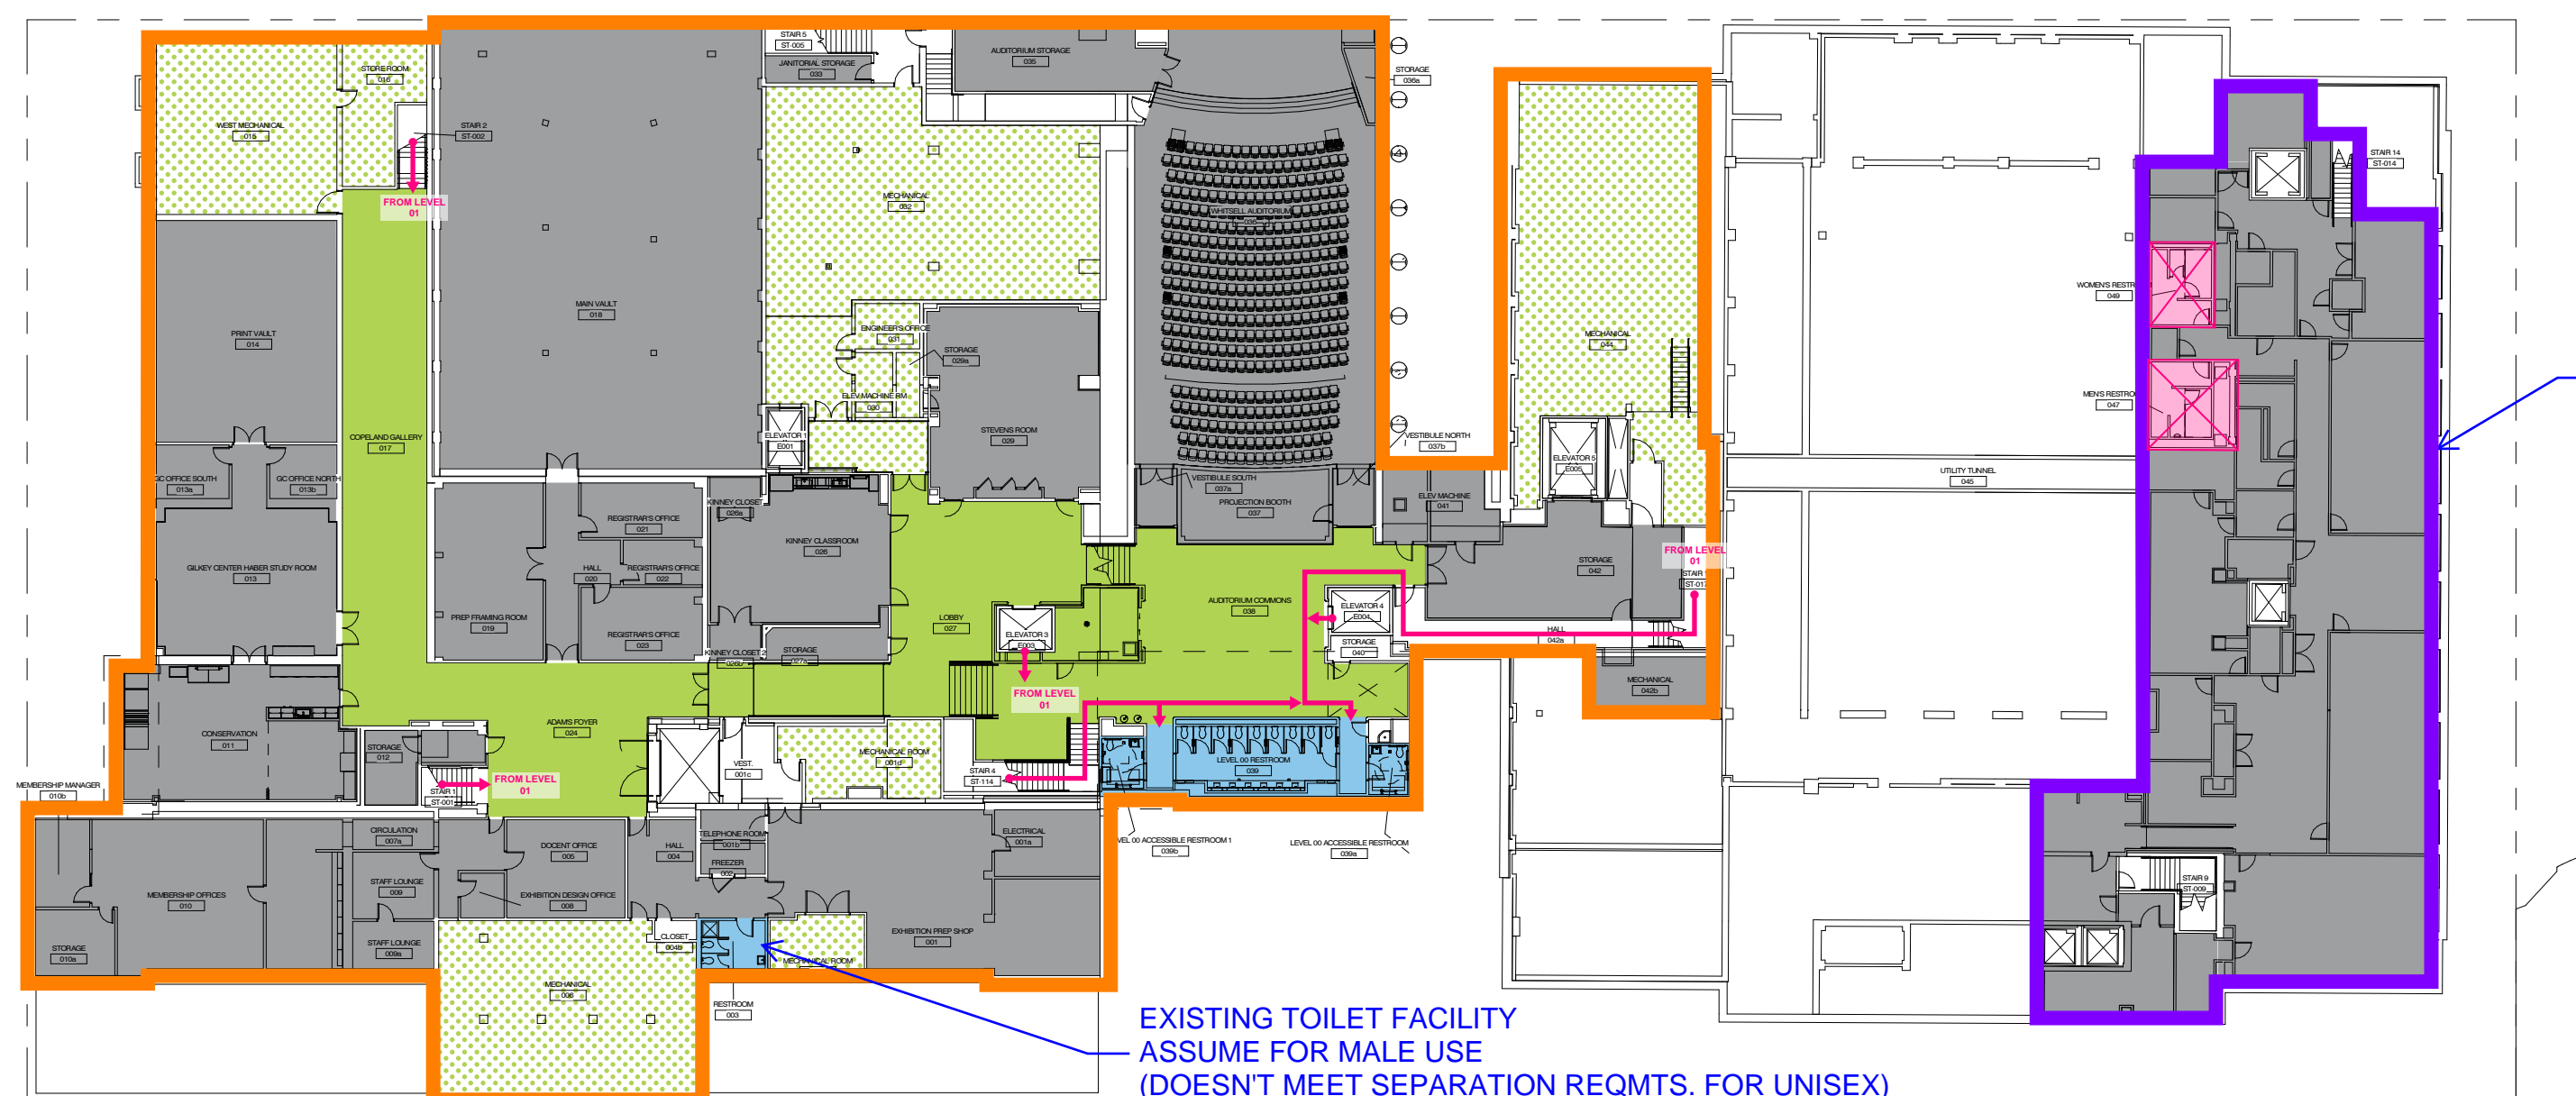 STAIR 5
ST-005
JANITORIAL STORAGE
033
AUDITORIUM STORAGE
035
STORAGE
036a
STORE ROOM
016
WEST MECHANICAL
015
STAIR 2
ST-002
FROM LEVEL
01
MECHANICAL
032
WHITSELL AUDITORIUM
STAIR 14
ST-014
MAIN VAULT
018
PRINT VAULT
014
ENGINEER'S OFFICE
031
STORAGE
029a
ELEV MACHINE RM
030
MECHANICAL
044
WOMEN'S RESTR
049
MEN'S RESTRO
047
COPELAND GALLERY
017
ELEVATOR 1
E001
STEVENS ROOM
029
VESTIBULE NORTH
037b
ELEVATOR 5
E005
UTILITY TUNNEL
045
GC OFFICE SOUTH
013a
GC OFFICE NORTH
013b
VESTIBULE SOUTH
037a
PROJECTION BOOTH
037
ELEV MACHINE
041
KINNEY CLOSET
026a
REGISTRAR'S OFFICE
021
KINNEY CLASSROOM
026
GILKEY CENTER HABER STUDY ROOM
013
HALL
020
REGISTRAR'S OFFICE
022
STORAGE
042
FROM LEVEL
01
STAIR
ST-017
PREP FRAMING ROOM
019
REGISTRAR'S OFFICE
023
LOBBY
027
AUDITORIUM COMMONS
038
ELEVATOR 4
E004
ELEVATOR 3
E003
HALL
042a
STORAGE
040
KINNEY CLOSET 2
026b
STORAGE
027a
MECHANICAL
042b
FROM LEVEL
01
CONSERVATION
011
STORAGE
012
ADAMS FOYER
024
VEST.
001c
MECHANICAL ROOM
001d
STAIR 4
ST-114
LEVEL 00 RESTROOM
039
MEMBERSHIP MANAGER
010b
STAIR 1
ST-001
FROM LEVEL
01
CIRCULATION
007a
DOCENT OFFICE
005
HALL
004
TELEPHONE ROOM
001b
FREEZER
002
ELECTRICAL
001a
VEL 00 ACCESSIBLE RESTROOM 1
039b
LEVEL 00 ACCESSIBLE RESTROOM
039a
STAFF LOUNGE
009
MEMBERSHIP OFFICES
010
EXHIBITION DESIGN OFFICE
008
STAIR 9
ST-009
STORAGE
010a
STAFF LOUNGE
009a
CLOSET
004b
EXHIBITION PREP SHOP
001
MECHANICAL ROOM
MECHANICAL
006
RESTROOM
003
EXISTING TOILET FACILITY
ASSUME FOR MALE USE
(DOESN'T MEET SEPARATION REQMTS. FOR UNISEX)